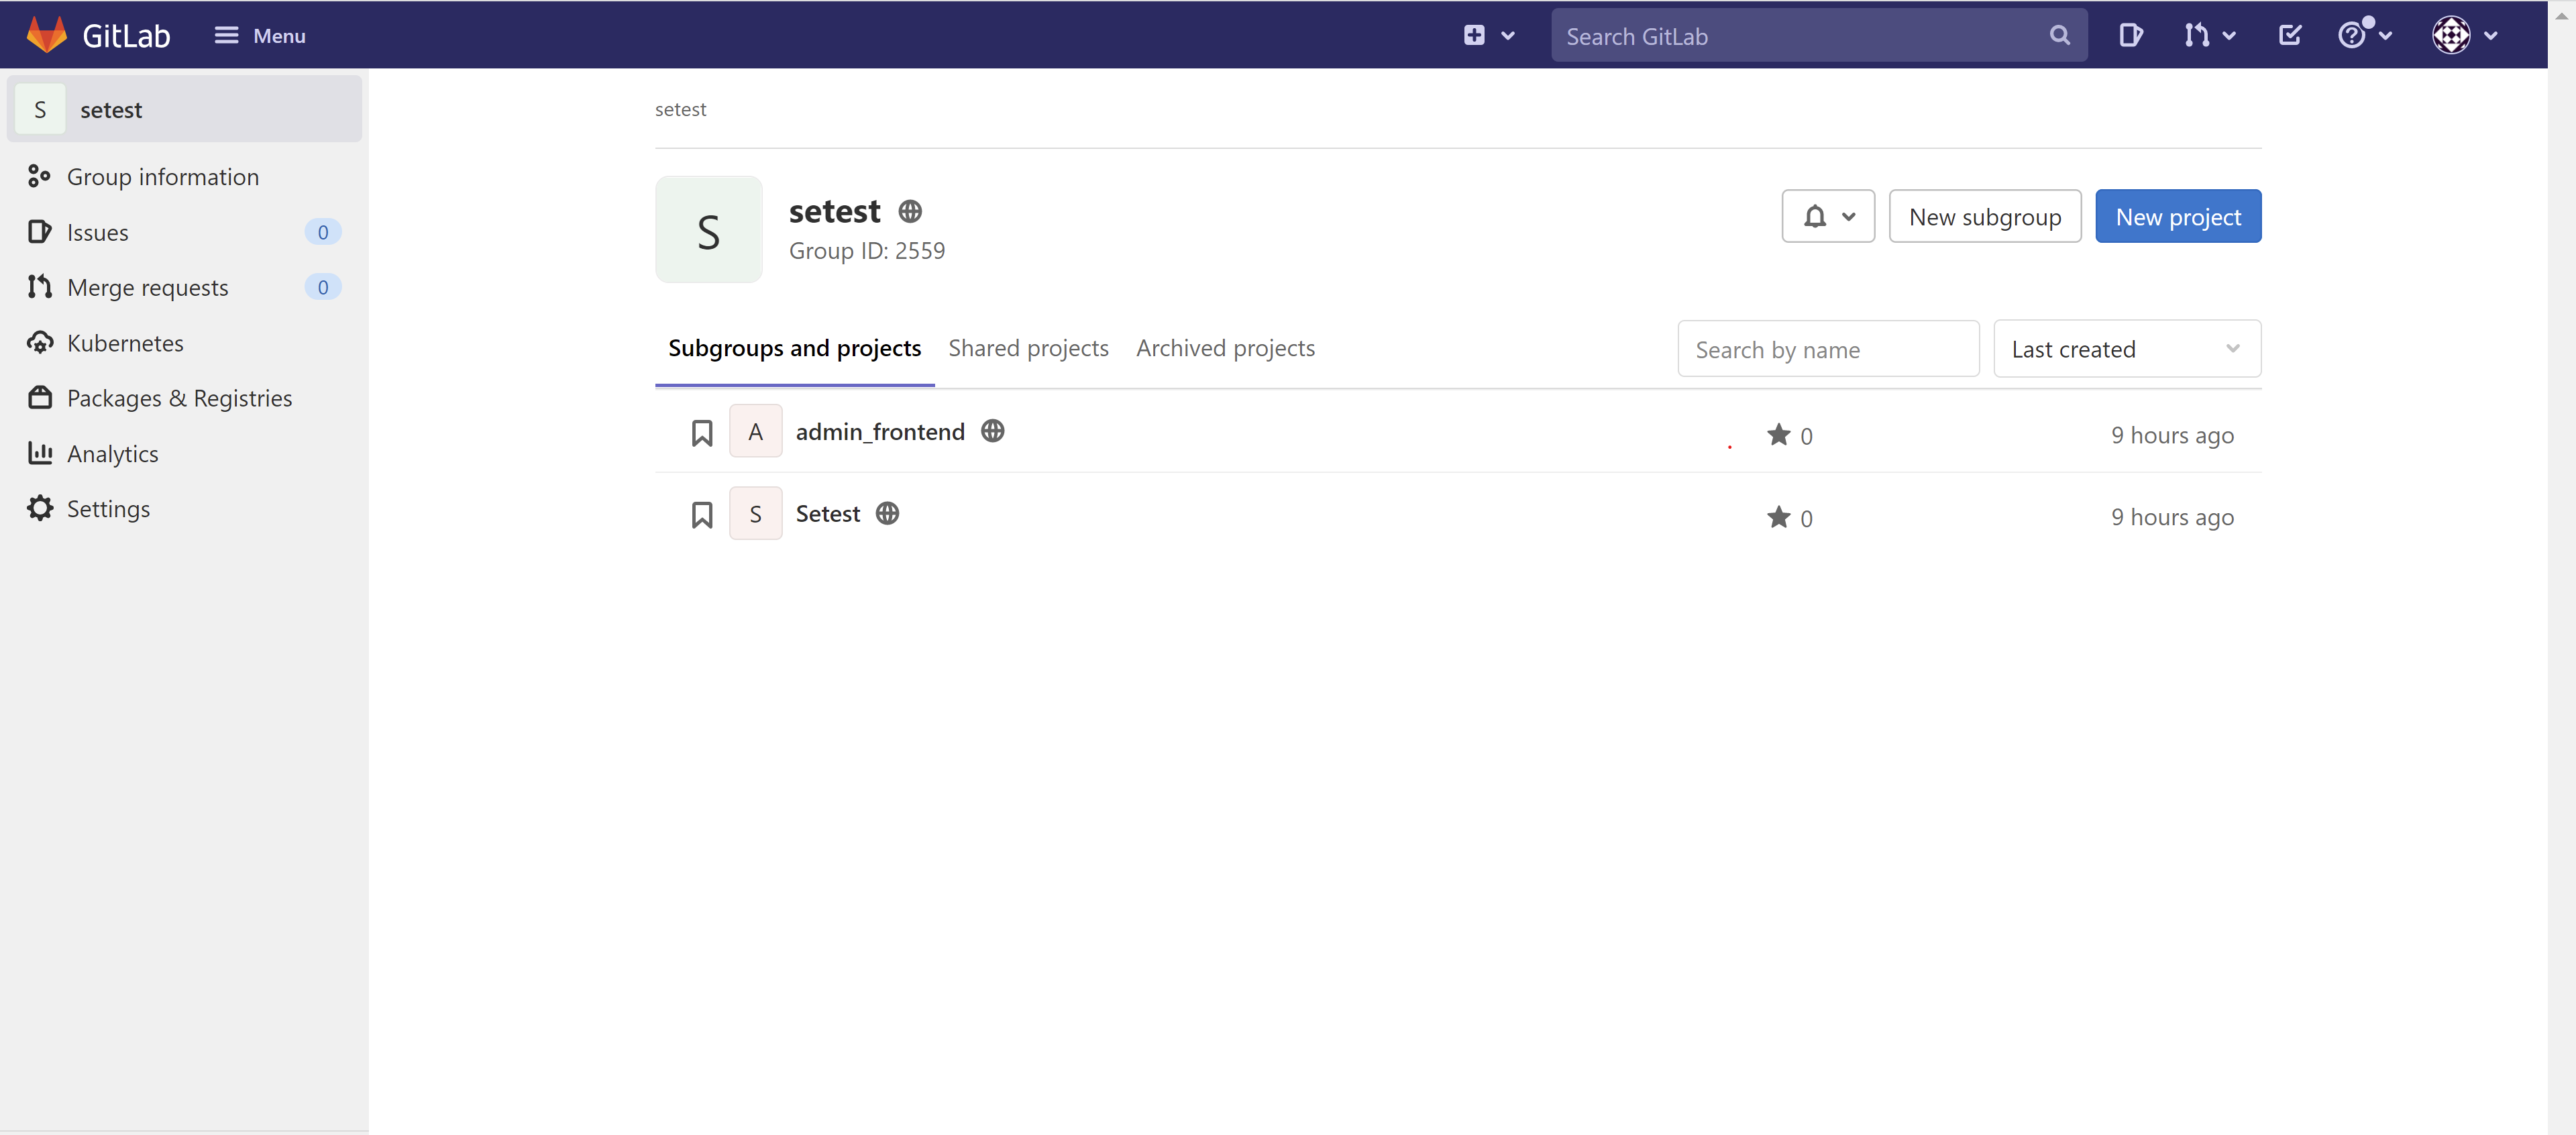 GitLab
Menu
Search GitLab
S setest
Group information
Issues 0
Merge requests 0
Kubernetes
Packages & Registries
Analytics
Settings
setest
S
setest
Group ID: 2559
New subgroup
New project
Subgroups and projects Shared projects Archived projects
Search by name
Last created
A admin_frontend 0 9 hours ago
S Setest 0 9 hours ago